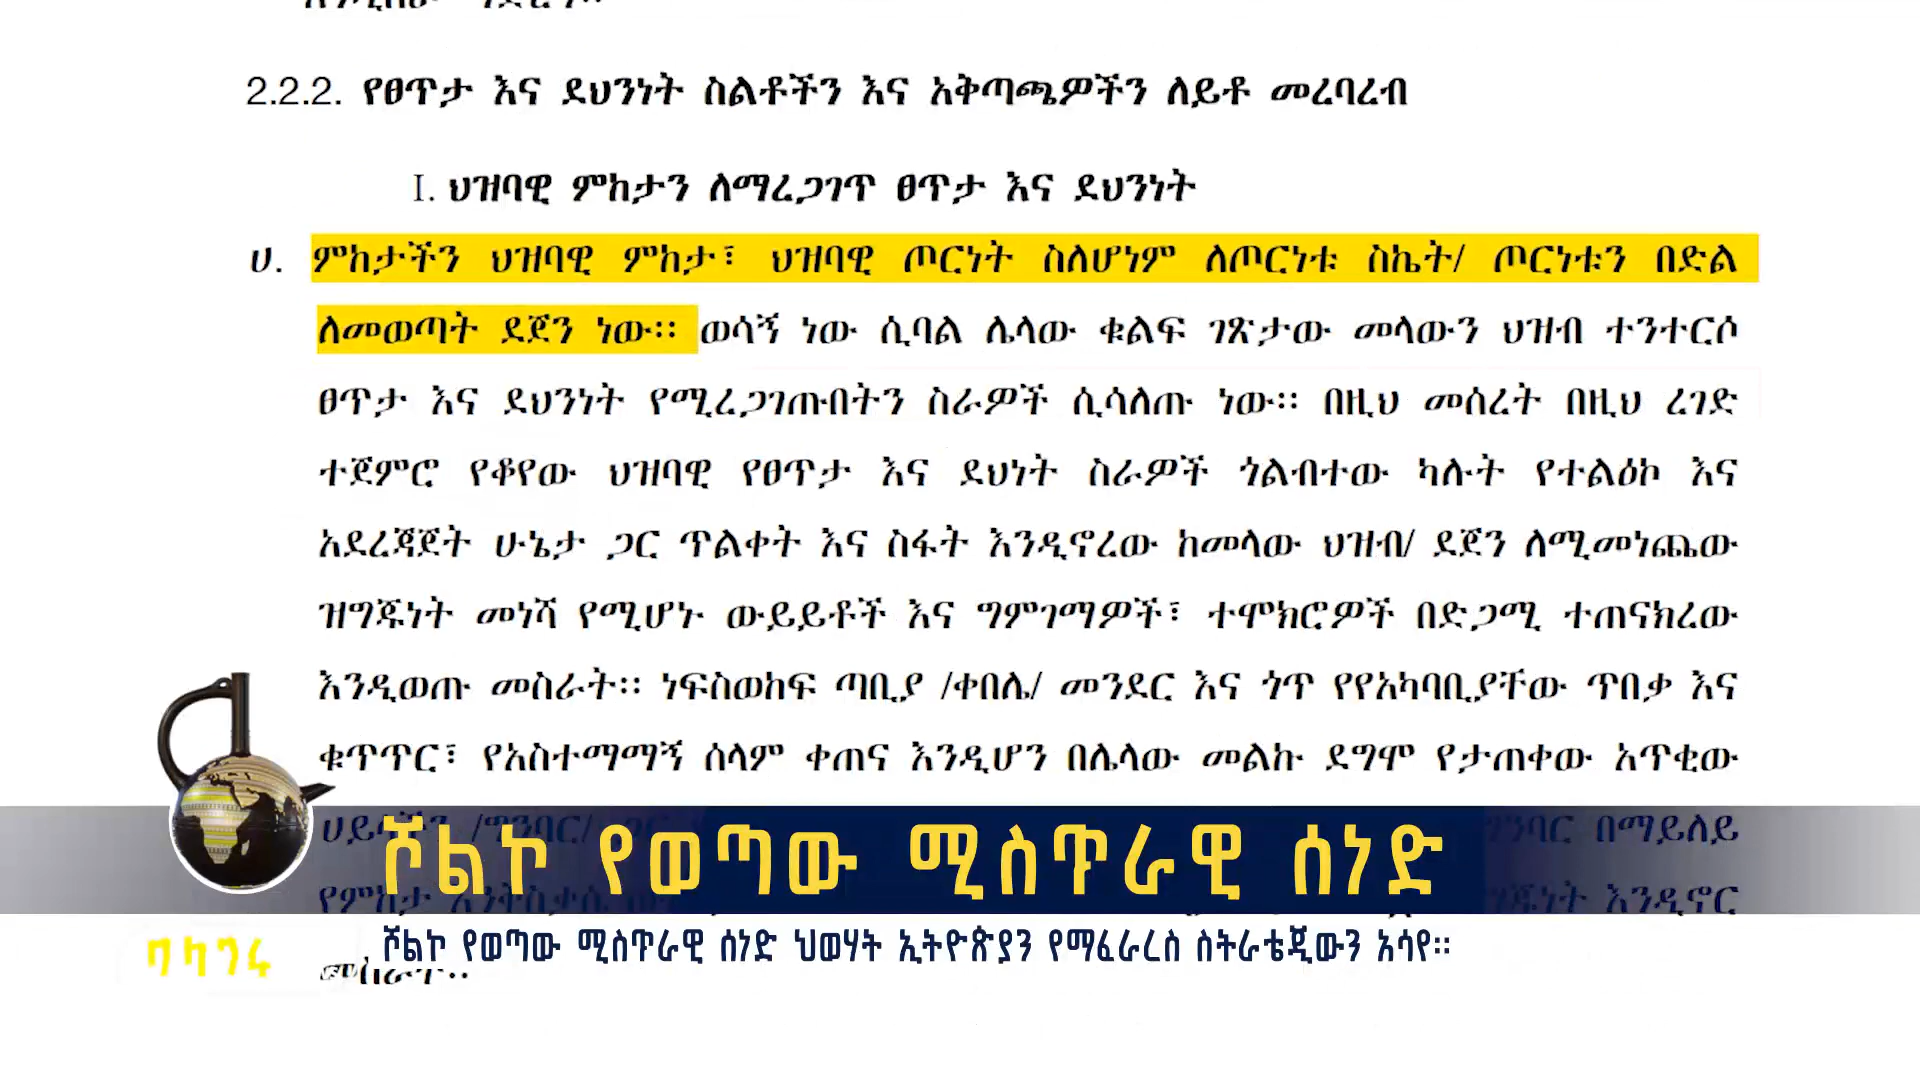 2.2.2. የፀጥታ እና ደህንነት ስልቶችን እና አቅጣጫዎችን ለይቶ መረባረብ
I. ህዝባዊ ምከታን ለማረጋገጥ ፀጥታ እና ደህንነት
ሀ. ምከታችን ህዝባዊ ምከታ፣ ህዝባዊ ጦርነት ስለሆነም ለጦርነቱ ስኬት/ ጦርነቱን በድል
ለመወጣት ደጀን ነው፡፡ ወሳኝ ነው ሲባል ሌላው ቁልፍ ገጽታው መላውን ህዝብ ተንተርሶ
ፀጥታ እና ደህንነት የሚረጋገጡበትን ስራዎች ሲሳለጡ ነው፡፡ በዚህ መሰረት በዚህ ረገድ
ተጀምሮ የቆየው ህዝባዊ የፀጥታ እና ደህነት ስራዎች ጎልብተው ካሉት የተልዕኮ እና
አደረጃጀት ሁኔታ ጋር ጥልቀት እና ስፋት እንዲኖረው ከመላው ህዝብ/ ደጀን ለሚመነጨው
ዝግጁነት መነሻ የሚሆኑ ውይይቶች እና ግምገማዎች፣ ተሞክሮዎች በድጋሚ ተጠናክረው
እንዲወጡ መስራት፡፡ ነፍስወከፍ ጣቢያ /ቀበሌ/ መንደር እና ጎጥ የየአካባቢያቸው ጥበቃ እና
ቁጥጥር፣ የአስተማማኝ ሰላም ቀጠና እንዲሆን በሌላው መልኩ ደግሞ የታጠቀው አጥቂው
በማይለይ
የምከታ እንዲኖር
ሾልኮ የወጣው ሚስጥራዊ ሰነድ
ሾልኮ የወጣው ሚስጥራዊ ሰነድ ህወሃት ኢትዮጵያን የማፈራረስ ስትራቴጂውን አሳየ፡፡
ባላገሩ